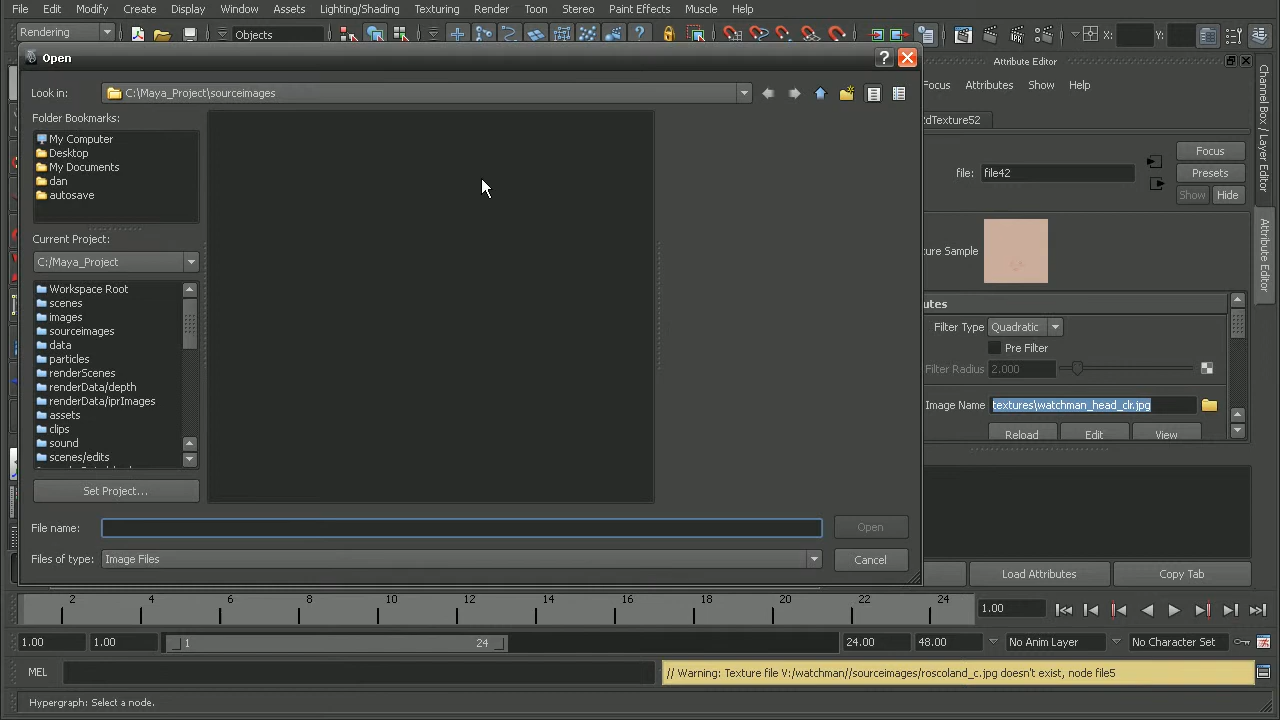 File Edit Modify Create Display Window Assets Lighting/Shading Texturing Render Toon Stereo Paint Effects Muscle Help
Rendering Objects X: Y:
Open
Attribute Editor
Look in: C:\Maya_Project\sourceimages
Focus Attributes Show Help
Folder Bookmarks:
My Computer
Desktop
My Documents
dan
autosave
2dTexture52
file: file42
Focus
Presets
Show Hide
Current Project:
C:/Maya_Project
Workspace Root
scenes
images
sourceimages
data
particles
renderScenes
renderData/depth
renderData/iprImages
assets
clips
sound
scenes/edits
Set Project...
ure Sample
utes
Filter Type Quadratic
Pre Filter
Filter Radius 2.000
Image Name textures\watchman_head_clr.jpg
Reload Edit View
File name: Open
Files of type: Image Files Cancel
Load Attributes Copy Tab
Channel Box / Layer Editor
Attribute Editor
2 4 6 8 10 12 14 16 18 20 22 24 1.00
1.00 1.00 1 24 24.00 48.00 No Anim Layer No Character Set
MEL // Warning: Texture file V:/watchman//sourceimages/roscoland_c.jpg doesn't exist, node file5
Hypergraph: Select a node.